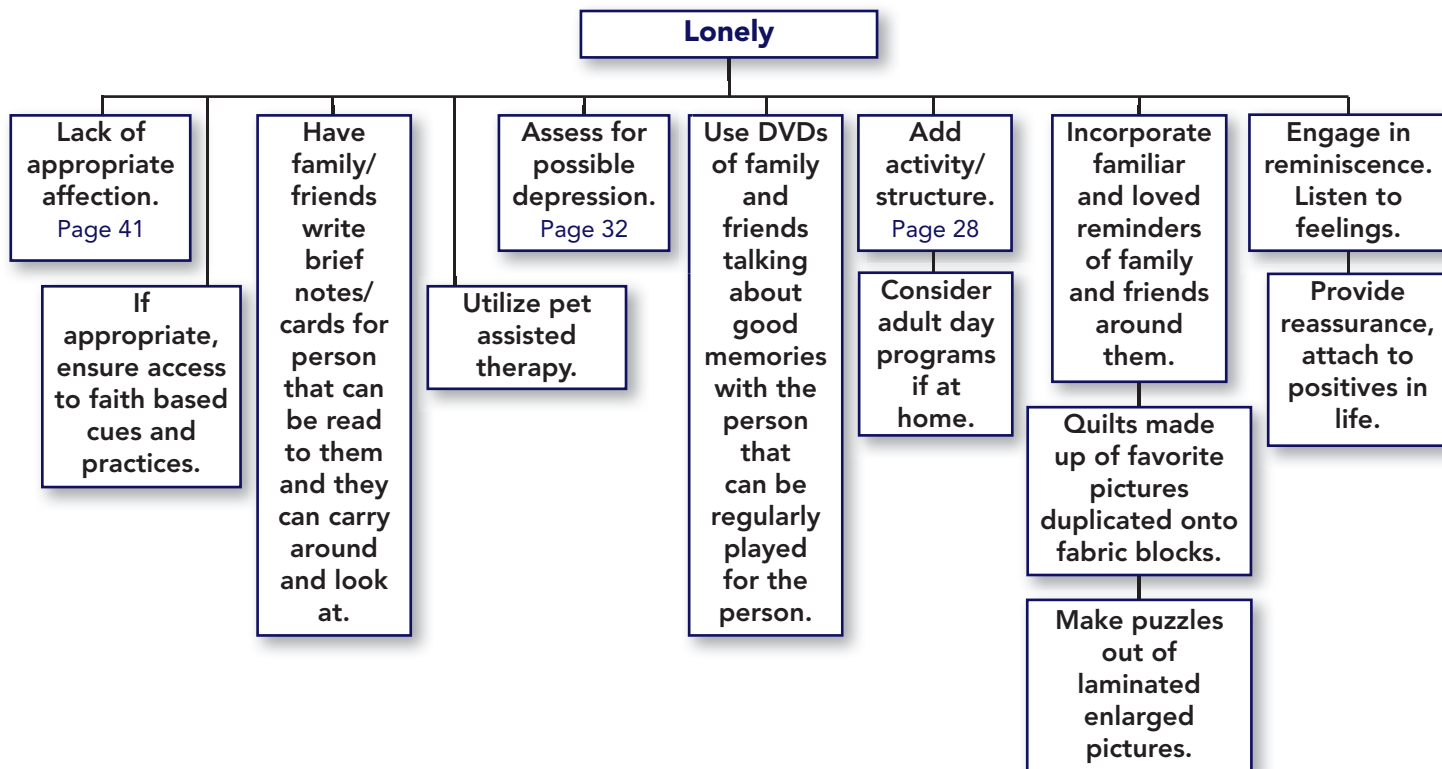 Lonely
Lack of
appropriate
affection.
Page 41
If
appropriate,
ensure access
to faith based
cues and
practices.
Have
family/
friends
write
brief
notes/
cards for
person
that can
be read
to them
and they
can carry
around
and look
at.
Utilize pet
assisted
therapy.
Assess for
possible
depression.
Page 32
Use DVDs
of family
and
friends
talking
about
good
memories
with the
person
that
can be
regularly
played
for the
person.
Add
activity/
structure.
Page 28
Consider
adult day
programs
if at
home.
Incorporate
familiar
and loved
reminders
of family
and friends
around
them.
Quilts made
up of favorite
pictures
duplicated onto
fabric blocks.
Make puzzles
out of
laminated
enlarged
pictures.
Engage in
reminiscence.
Listen to
feelings.
Provide
reassurance,
attach to
positives in
life.